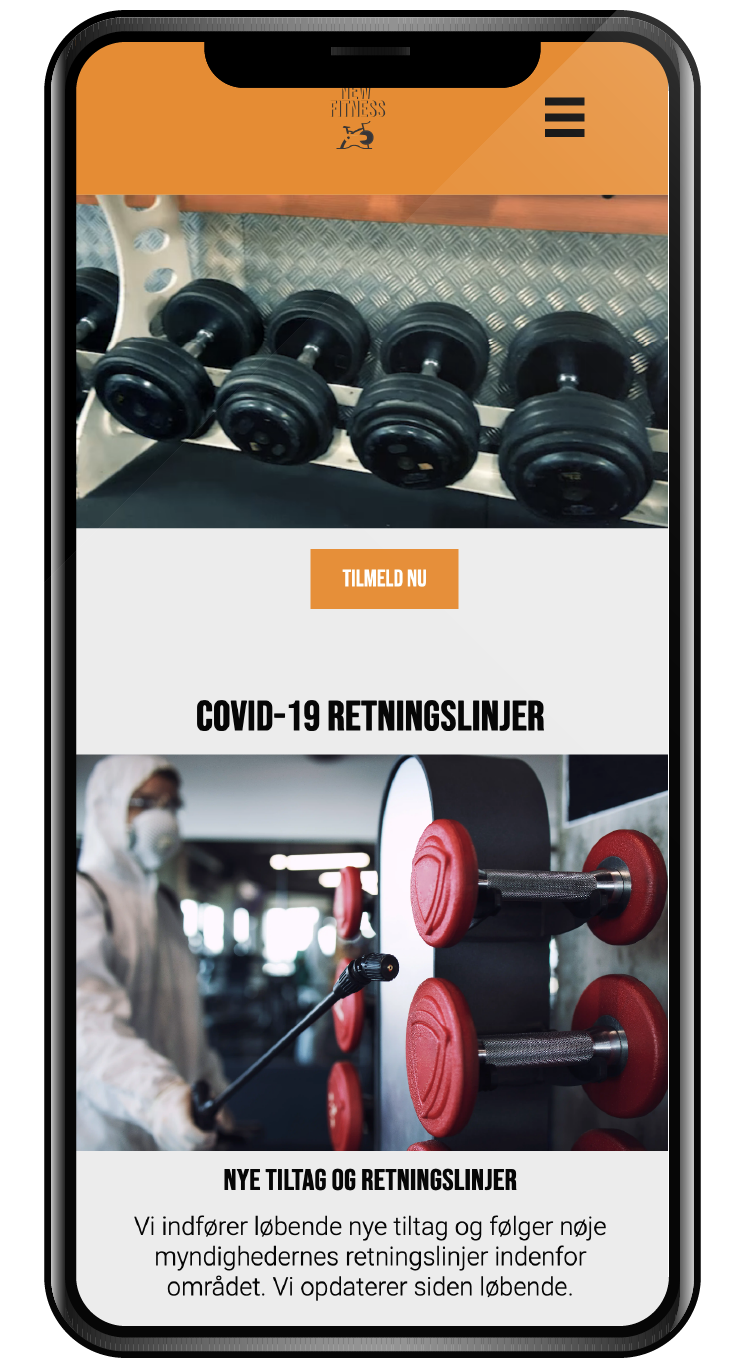 NEW
FITNESS
TILMELD NU
COVID-19 RETNINGSLINJER
NYE TILTAG OG RETNINGSLINJER
Vi indfører løbende nye tiltag og følger nøje
myndighedernes retningslinjer indenfor
området. Vi opdaterer siden løbende.